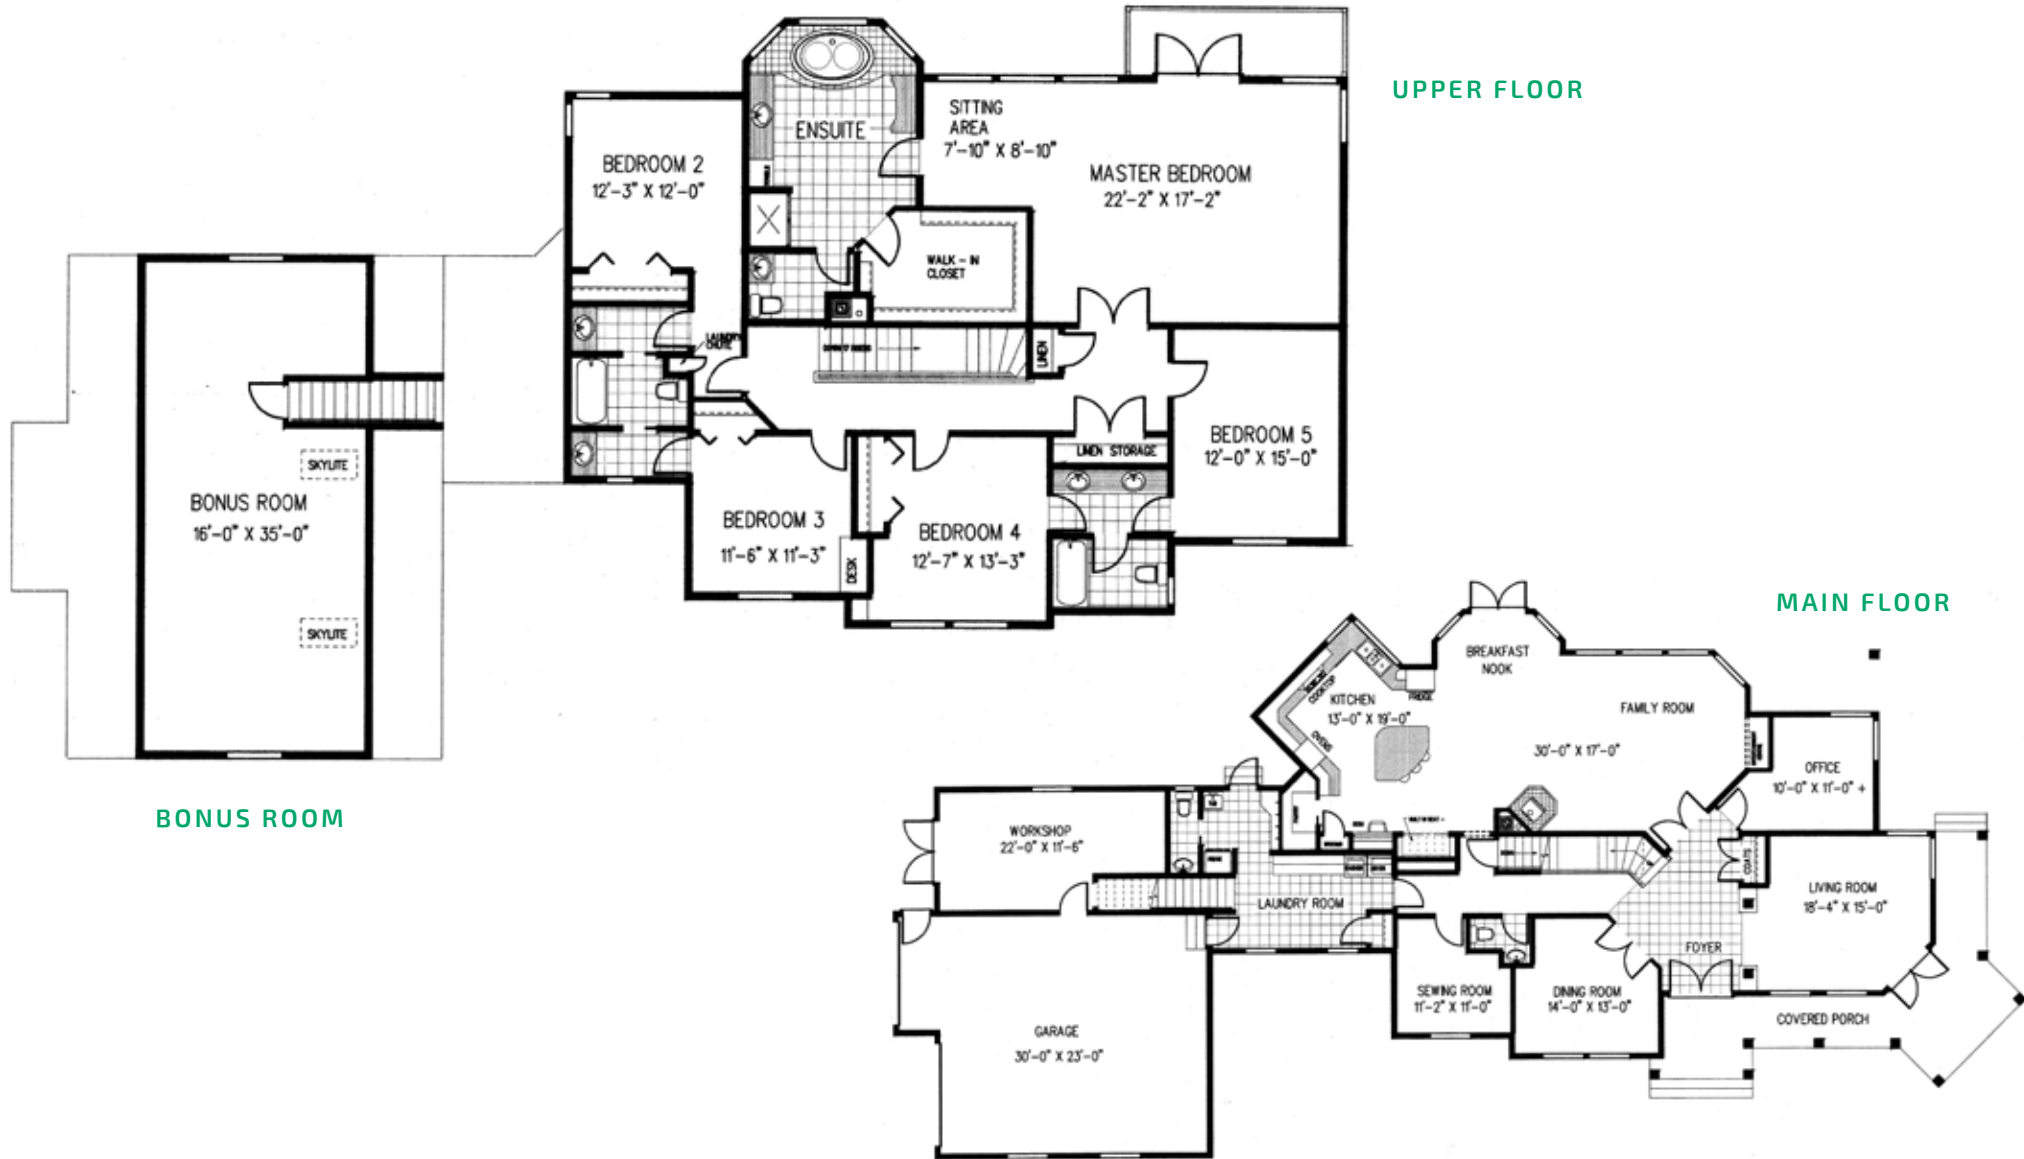 UPPER FLOOR
SITTING
AREA
7'-10" X 8'-10"
ENSUITE
BEDROOM 2
12'-3" X 12'-0"
MASTER BEDROOM
22'-2" X 17'-2"
WALK - IN
CLOSET
LAUNDRY
CHUTE
LINEN
BEDROOM 5
12'-0" X 15'-0"
LINEN STORAGE
BEDROOM 3
11'-6" X 11'-3"
DESK
BEDROOM 4
12'-7" X 13'-3"
SKYLITE
BONUS ROOM
16'-0" X 35'-0"
SKYLITE
BONUS ROOM
MAIN FLOOR
BREAKFAST
NOOK
COOKTOP
KITCHEN
13'-0" X 19'-0"
FRIDGE
OVENS
FAMILY ROOM
30'-0" X 17'-0"
OFFICE
10'-0" X 11'-0" +
WORKSHOP
22'-0" X 11'-6"
COATS
LIVING ROOM
18'-4" X 15'-0"
LAUNDRY ROOM
FOYER
SEWING ROOM
11'-2" X 11'-0"
DINING ROOM
14'-0" X 13'-0"
COVERED PORCH
GARAGE
30'-0" X 23'-0"